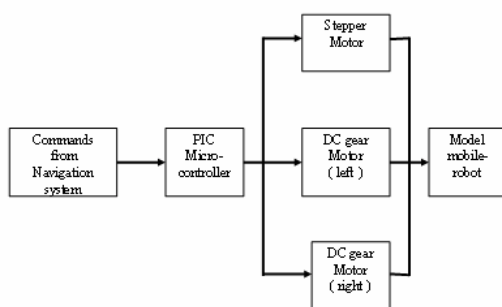 Stepper
Motor
Commands
from
Navigation
system
PIC
Micro-
controller
DC gear
Motor
( left )
Model
mobile-
robot
DC gear
Motor
( right )